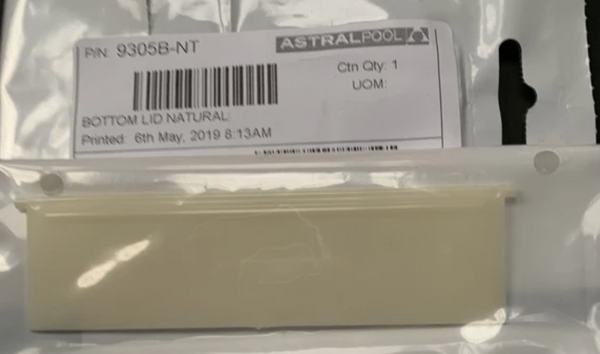 P/N: 9305B-NT
ASTRALPOOL
Ctn Qty: 1
UOM:
BOTTOM LID NATURAL
Printed: 6th May, 2019 8:13AM